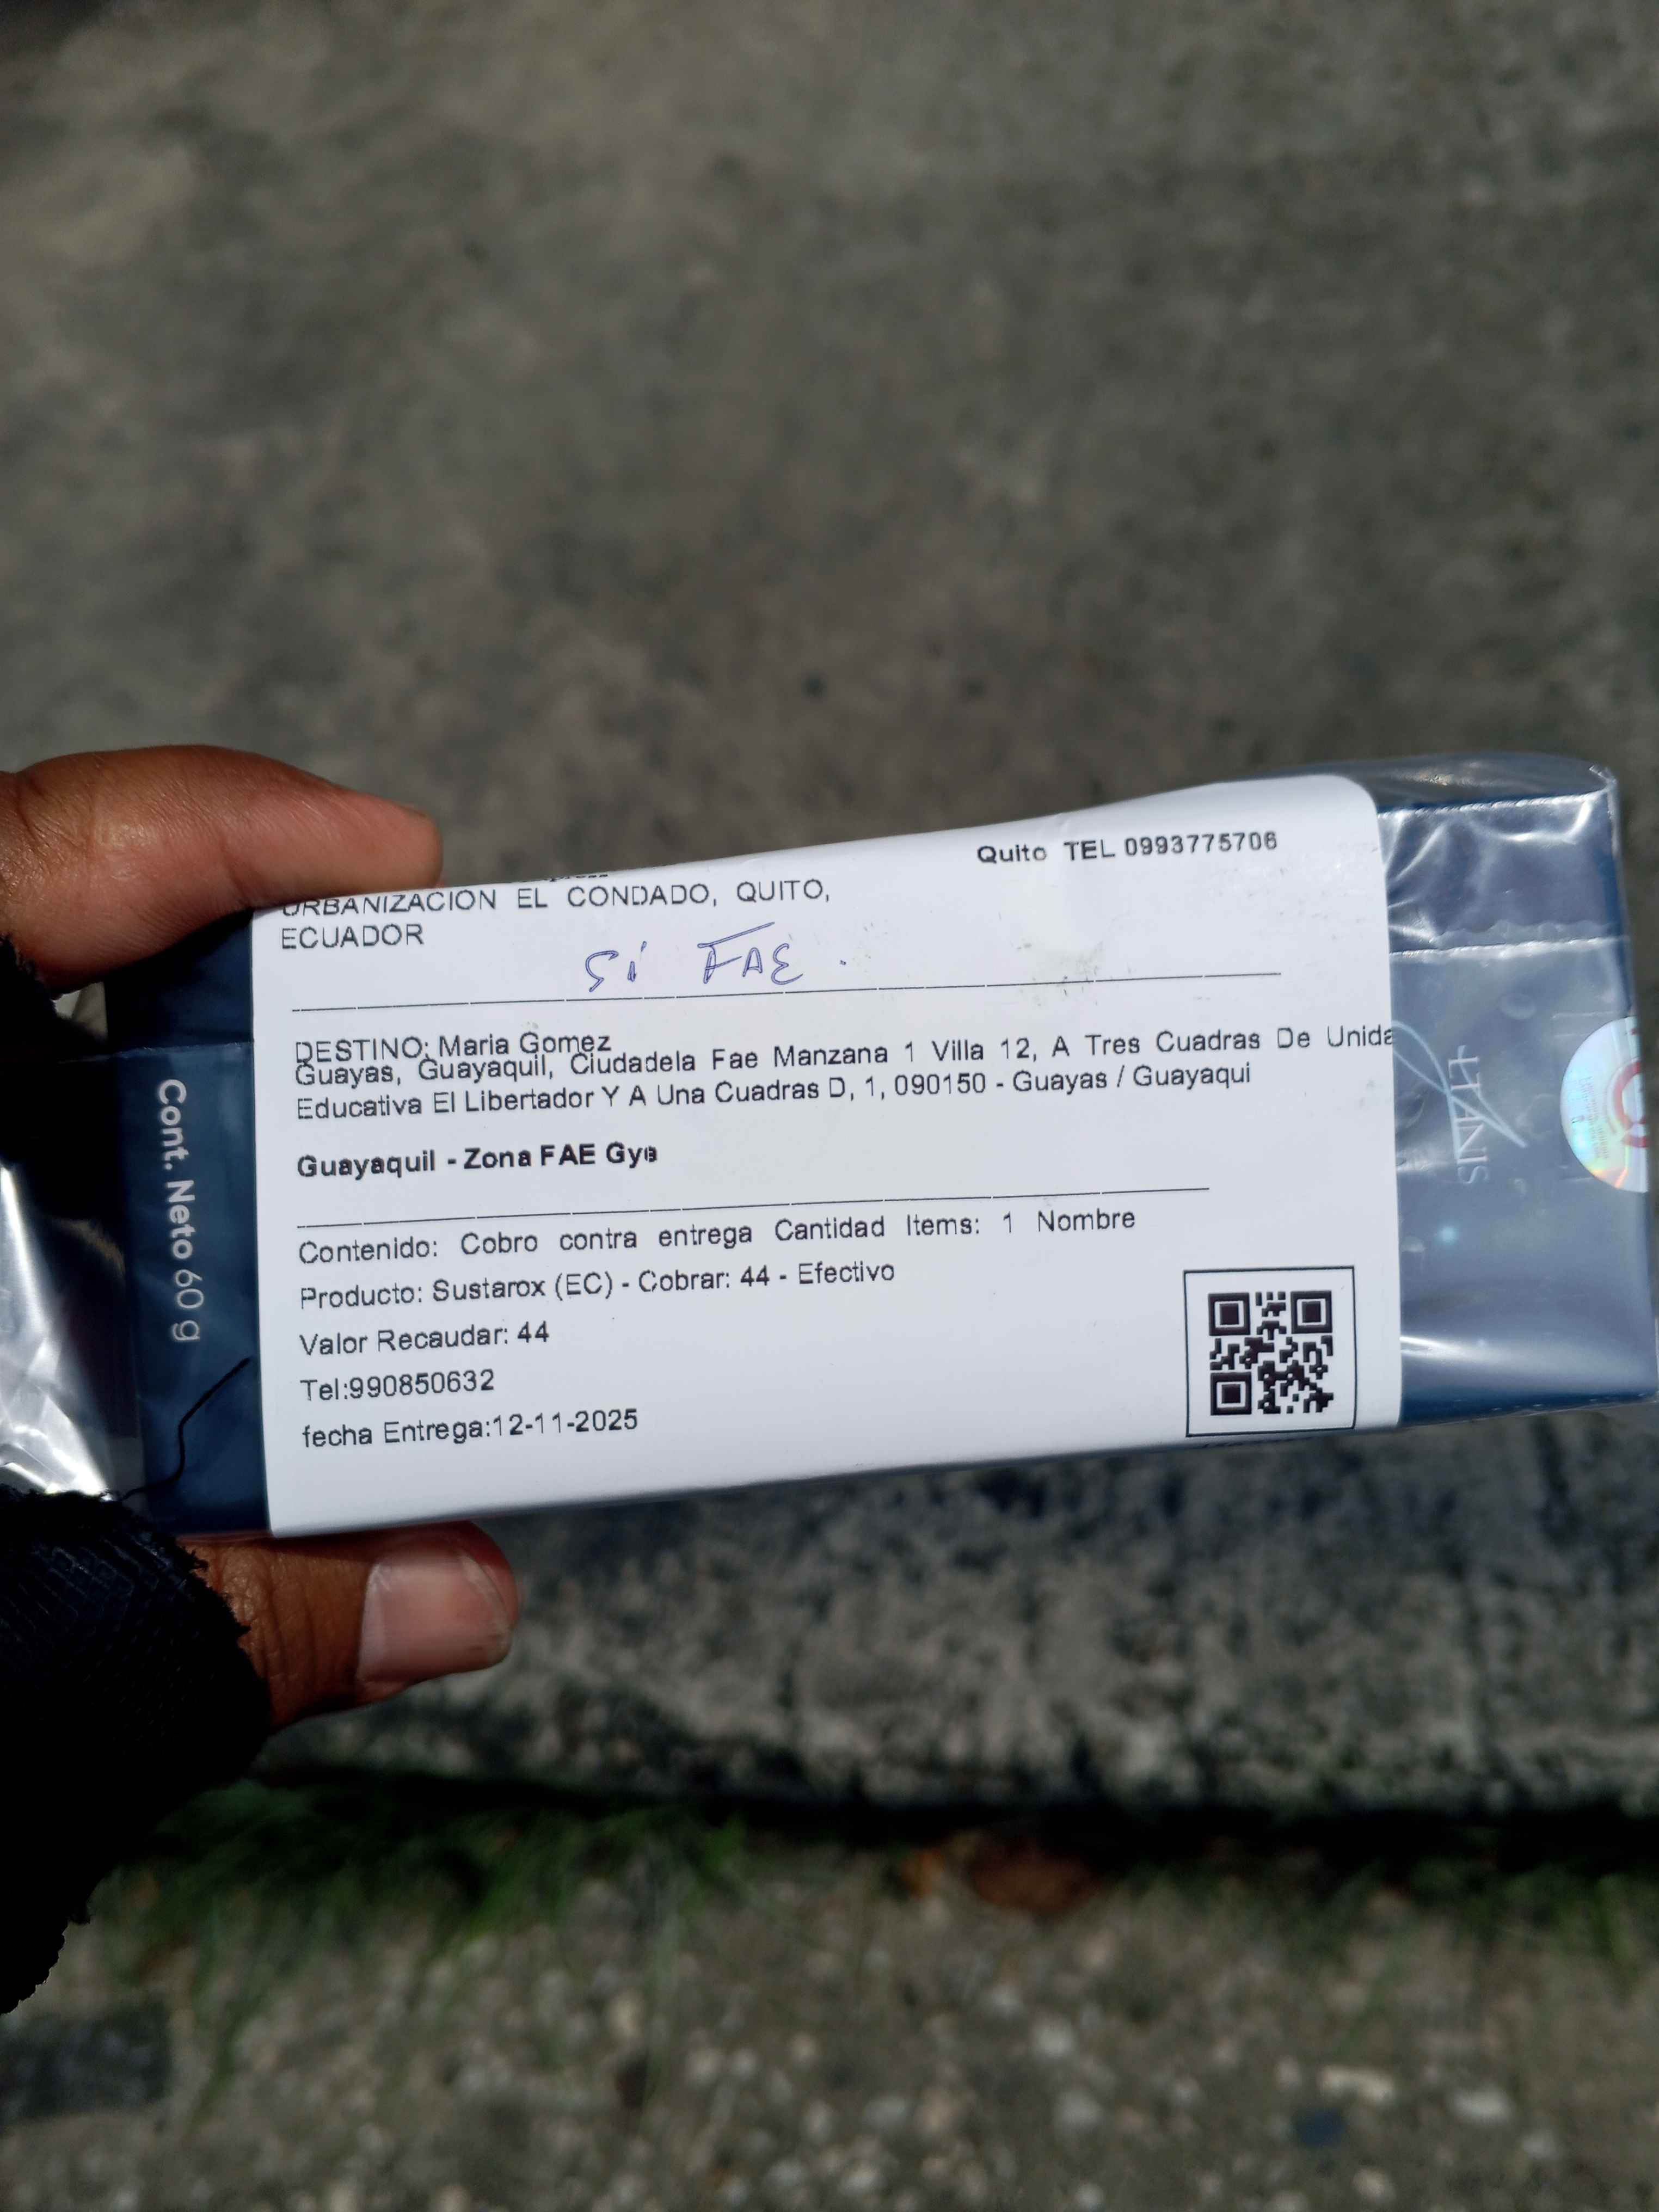 Quito TEL 0993775706
URBANIZACION EL CONDADO, QUITO,
ECUADOR
Sí FAE.
DESTINO: Maria Gomez
Guayas, Guayaquil, Ciudadela Fae Manzana 1 Villa 12, A Tres Cuadras De Unida
Educativa El Libertador Y A Una Cuadras D, 1, 090150 - Guayas / Guayaqui
Guayaquil - Zona FAE Gye
Contenido: Cobro contra entrega Cantidad Items: 1 Nombre
Producto: Sustarox (EC) - Cobrar: 44 - Efectivo
Valor Recaudar: 44
Tel:990850632
fecha Entrega:12-11-2025
Cont. Neto 60 g